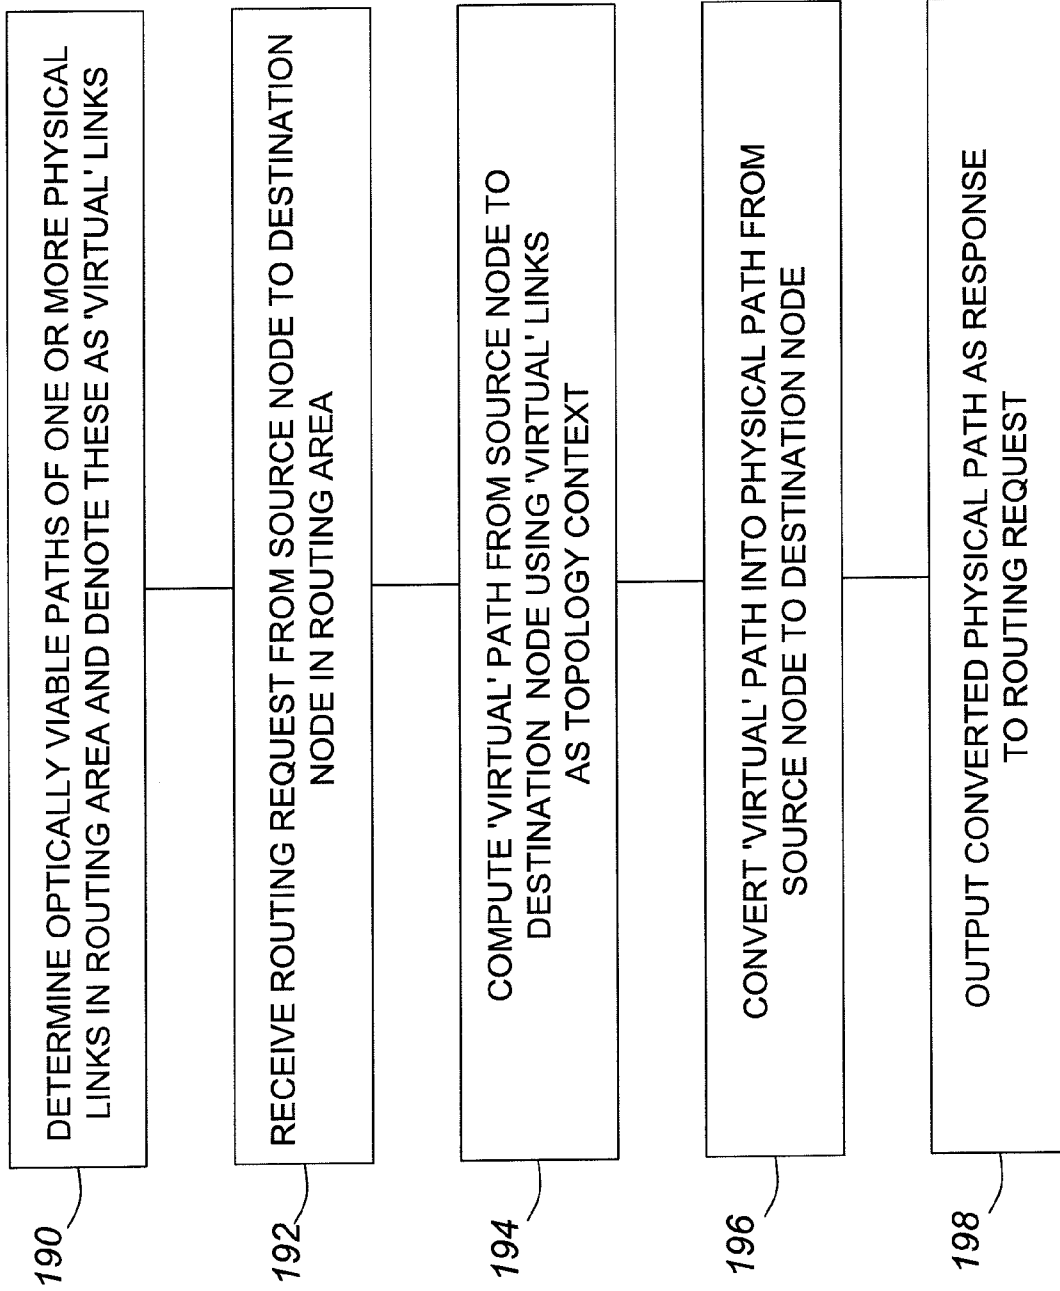 190
DETERMINE OPTICALLY VIABLE PATHS OF ONE OR MORE PHYSICAL
LINKS IN ROUTING AREA AND DENOTE THESE AS 'VIRTUAL' LINKS
192
RECEIVE ROUTING REQUEST FROM SOURCE NODE TO DESTINATION
NODE IN ROUTING AREA
194
COMPUTE 'VIRTUAL' PATH FROM SOURCE NODE TO
DESTINATION NODE USING 'VIRTUAL' LINKS
AS TOPOLOGY CONTEXT
196
CONVERT 'VIRTUAL' PATH INTO PHYSICAL PATH FROM
SOURCE NODE TO DESTINATION NODE
198
OUTPUT CONVERTED PHYSICAL PATH AS RESPONSE
TO ROUTING REQUEST